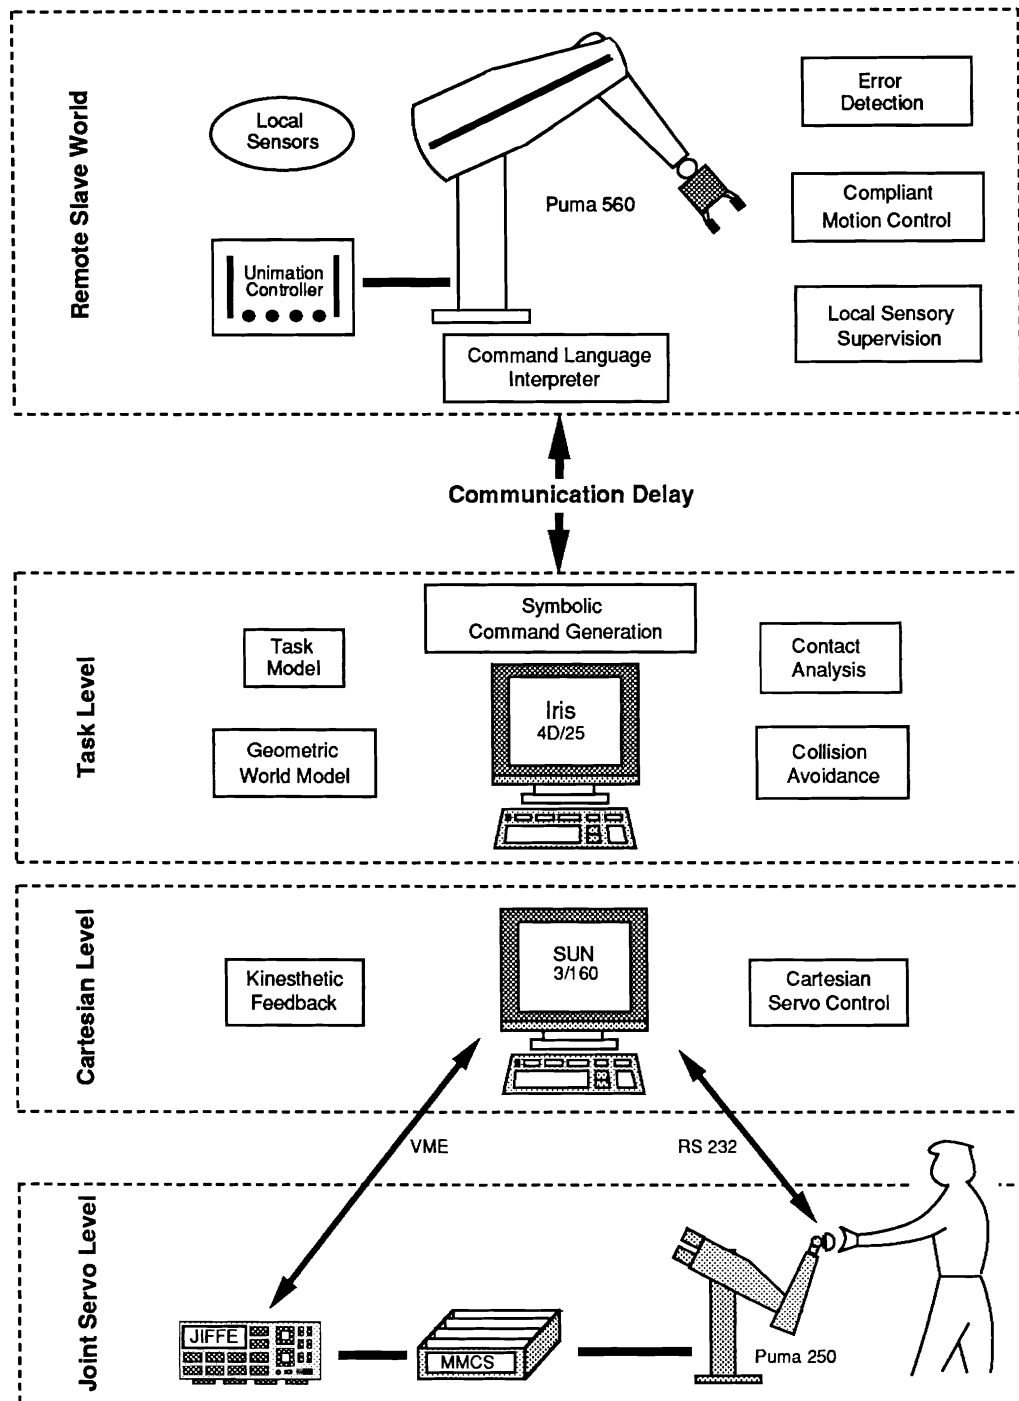 Remote Slave World
Local
Sensors
Error
Detection
Puma 560
Compliant
Motion Control
Unimation
Controller
Local Sensory
Supervision
Command Language
Interpreter
Communication Delay
Task Level
Symbolic
Command Generation
Task
Model
Contact
Analysis
Iris
4D/25
Geometric
World Model
Collision
Avoidance
Cartesian Level
SUN
3/160
Kinesthetic
Feedback
Cartesian
Servo Control
VME
RS 232
Joint Servo Level
JIFFE
MMCS
Puma 250